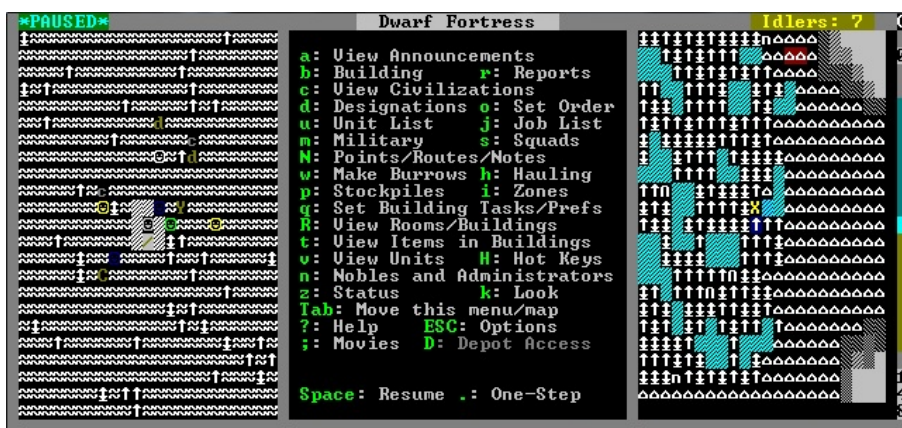 *PAUSED*
Dwarf Fortress
Idlers: 7
a: View Announcements
b: Building r: Reports
c: View Civilizations
d: Designations o: Set Order
u: Unit List j: Job List
m: Military s: Squads
N: Points/Routes/Notes
w: Make Burrows h: Hauling
p: Stockpiles i: Zones
q: Set Building Tasks/Prefs
R: View Rooms/Buildings
t: View Items in Buildings
v: View Units H: Hot Keys
n: Nobles and Administrators
z: Status k: Look
Tab: Move this menu/map
?: Help ESC: Options
;: Movies D: Depot Access
Space: Resume .: One-Step